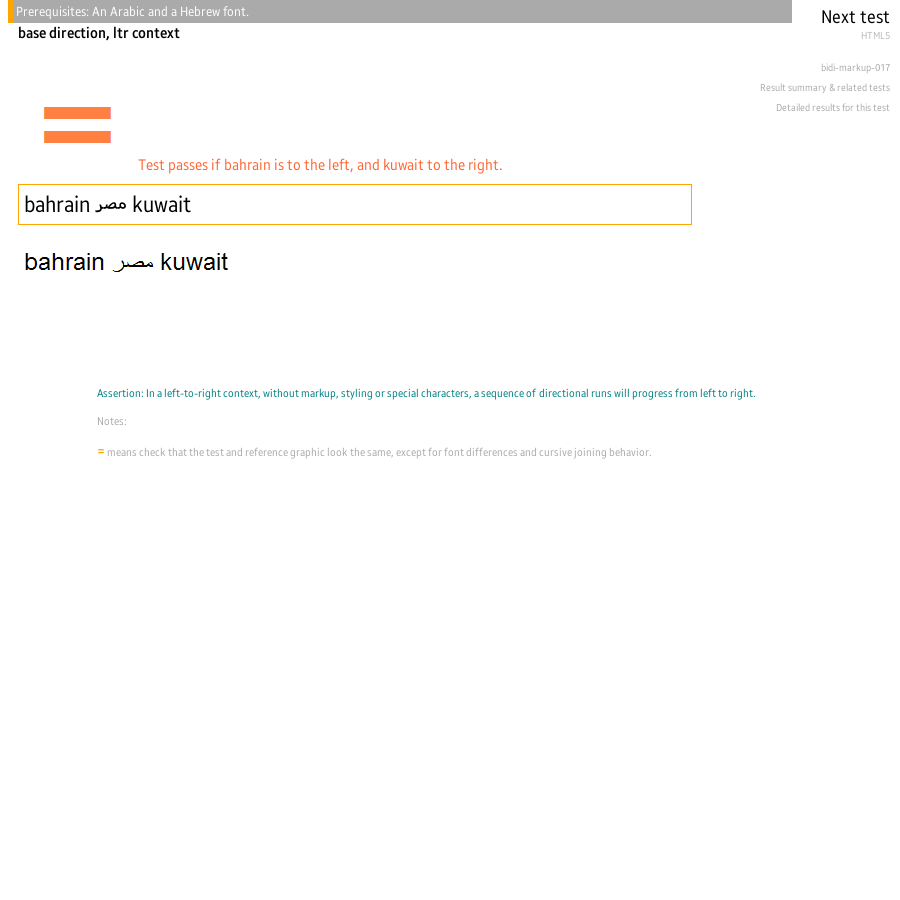 Prerequisites: An Arabic and a Hebrew font.
Next test
base direction, ltr context
HTML5
bidi-markup-017
Result summary & related tests
Detailed results for this test
Test passes if bahrain is to the left, and kuwait to the right.
bahrain مصر kuwait
bahrain مصر kuwait
Assertion: In a left-to-right context, without markup, styling or special characters, a sequence of directional runs will progress from left to right.
Notes:
= means check that the test and reference graphic look the same, except for font differences and cursive joining behavior.